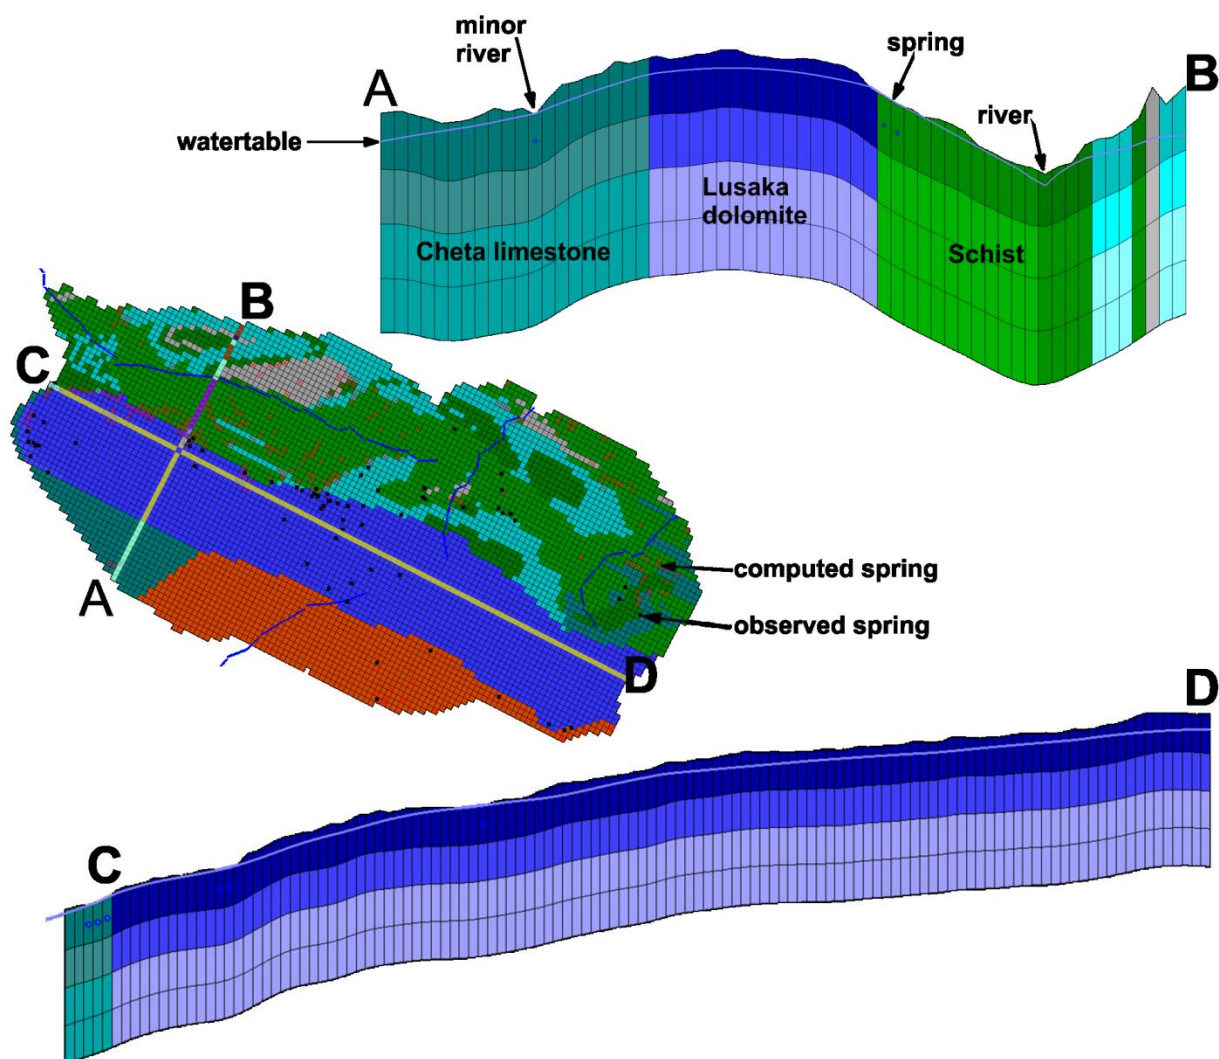 minor
river
spring
A
B
river
watertable
Lusaka
dolomite
Cheta limestone
Schist
B
C
A
computed spring
observed spring
D
D
C